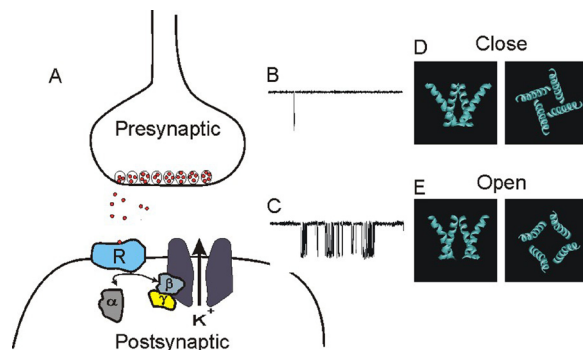 A
Presynaptic
R
α
β
γ
K+
Postsynaptic
B
C
D
Close
E
Open